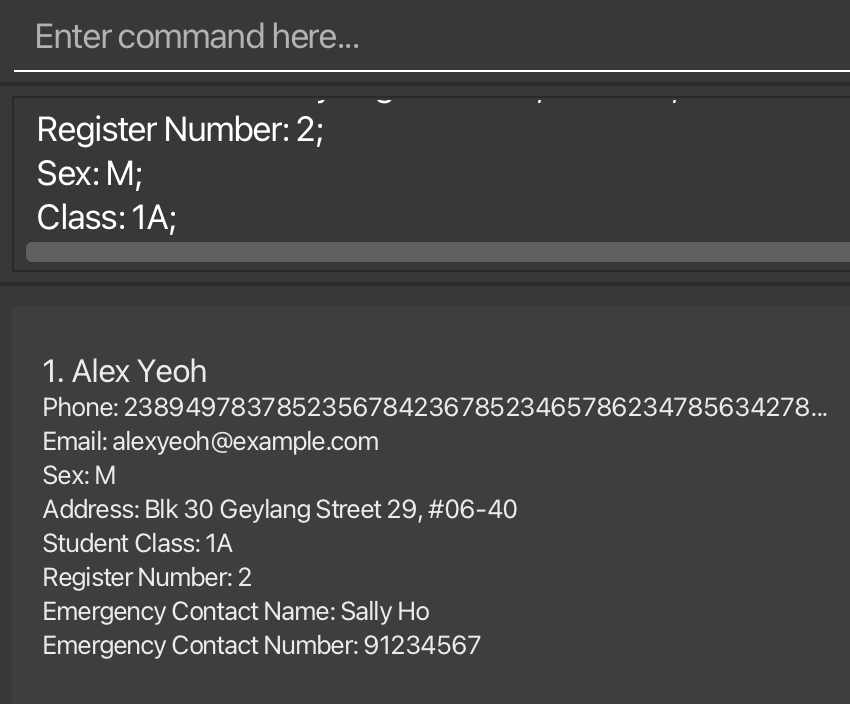 Enter command here...
Register Number: 2;
Sex: M;
Class: 1A;
1. Alex Yeoh
Phone: 23894978378523567842367852346578623478563​4278...
Email: alexyeoh@example.com
Sex: M
Address: Blk 30 Geylang Street 29, #06-40
Student Class: 1A
Register Number: 2
Emergency Contact Name: Sally Ho
Emergency Contact Number: 91234567